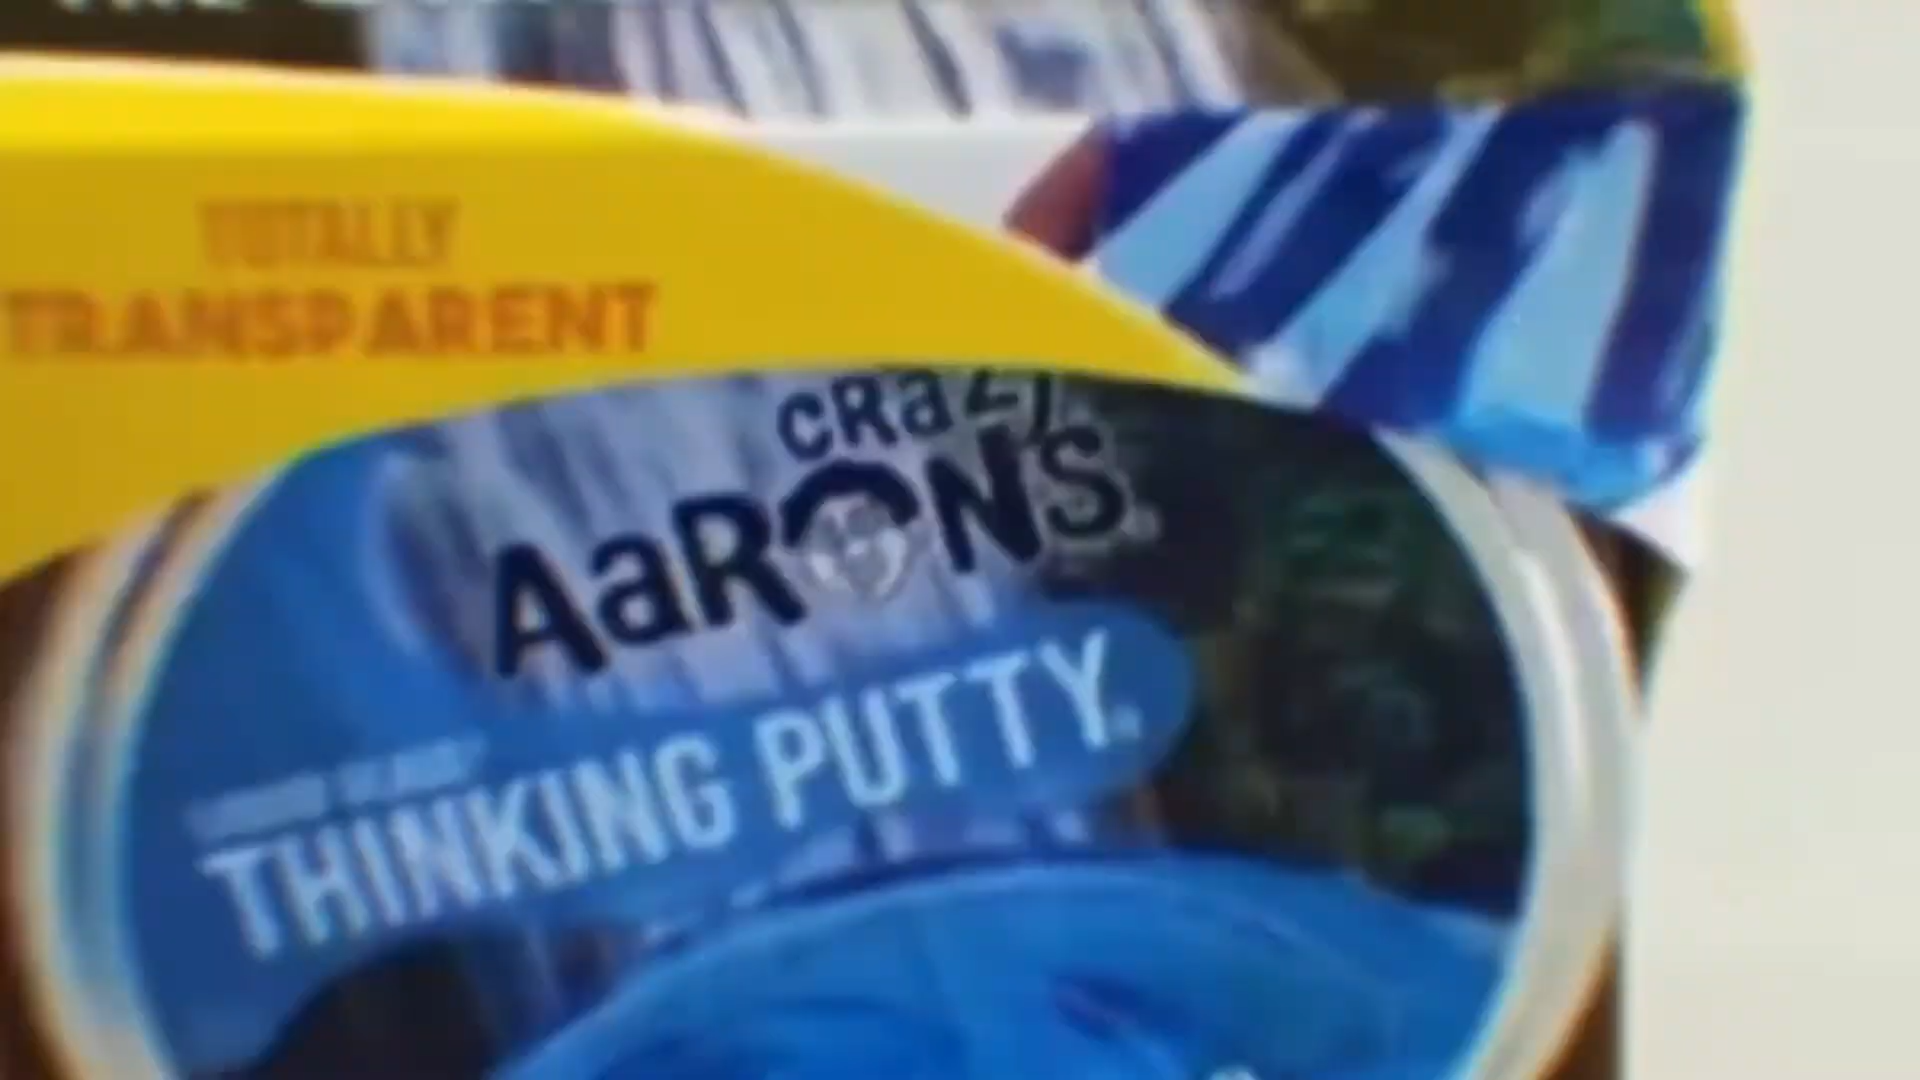 TOTALLY
TRANSPARENT
CRaZY
AaRONS
THINKING PUTTY